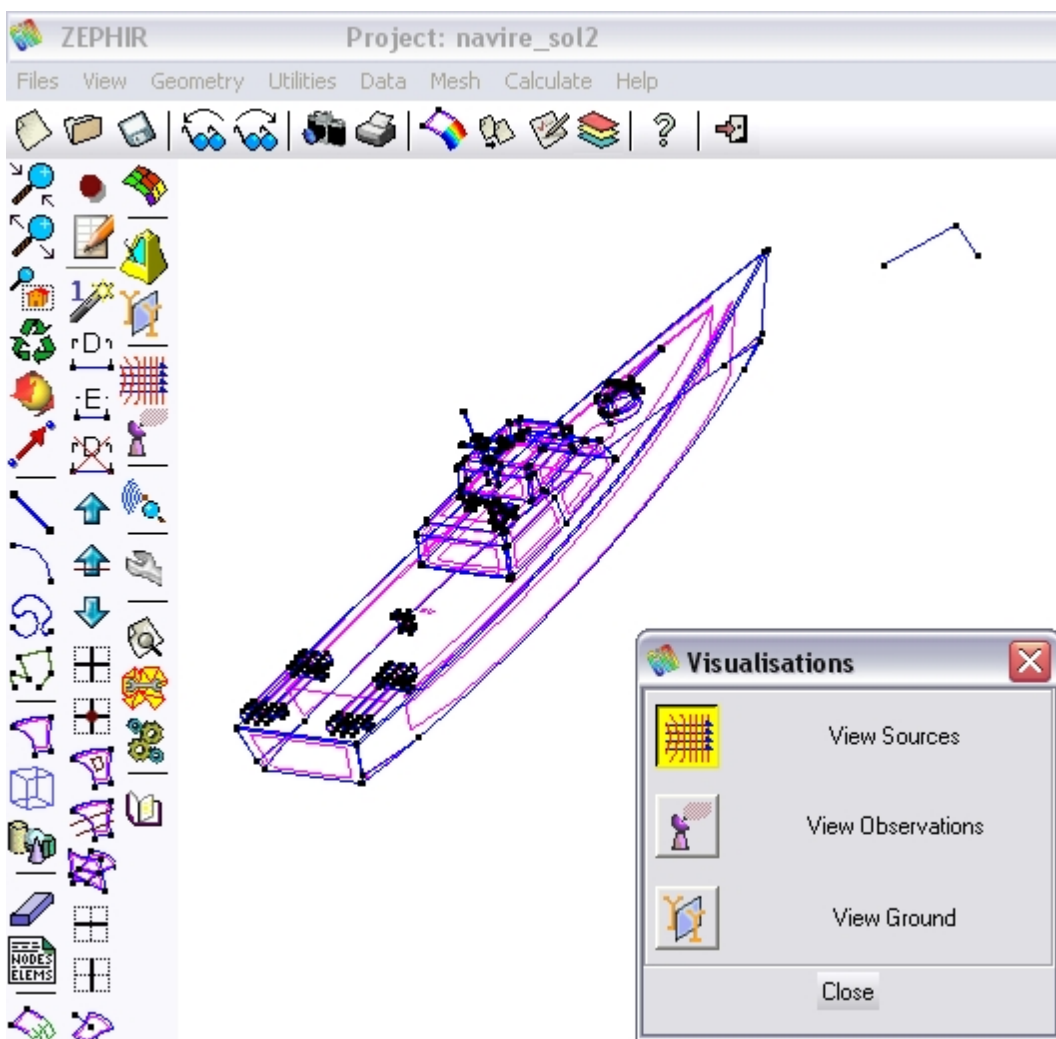 ZEPHIR Project: navire_sol2
Files View Geometry Utilities Data Mesh Calculate Help
?
1
D
E
D
NODES
ELEMS
Visualisations
View Sources
View Observations
View Ground
Close